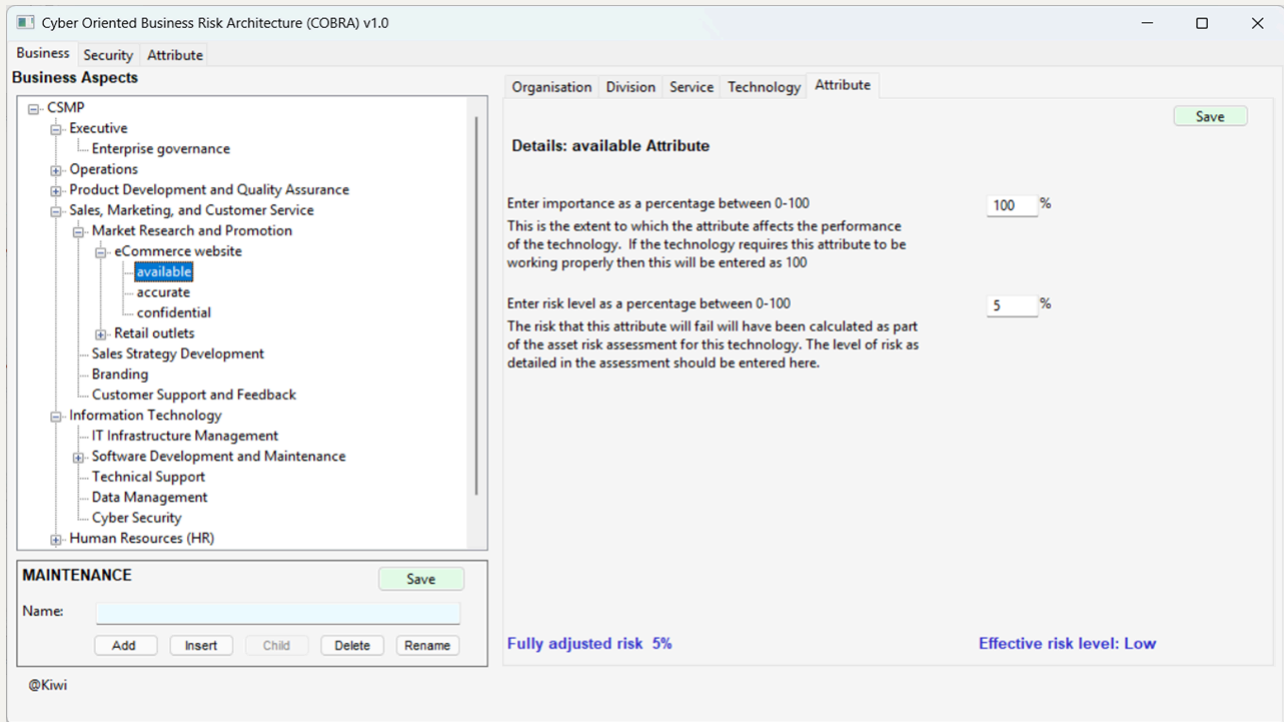 Cyber Oriented Business Risk Architecture (COBRA) v1.0
Business Security Attribute
Business Aspects
CSMP
Executive
Enterprise governance
Operations
Product Development and Quality Assurance
Sales, Marketing, and Customer Service
Market Research and Promotion
eCommerce website
available
accurate
confidential
Retail outlets
Sales Strategy Development
Branding
Customer Support and Feedback
Information Technology
IT Infrastructure Management
Software Development and Maintenance
Technical Support
Data Management
Cyber Security
Human Resources (HR)
MAINTENANCE
Save
Name:
Add Insert Child Delete Rename
@Kiwi
Organisation Division Service Technology Attribute
Save
Details: available Attribute
Enter importance as a percentage between 0-100 100 %
This is the extent to which the attribute affects the performance
of the technology. If the technology requires this attribute to be
working properly then this will be entered as 100
Enter risk level as a percentage between 0-100 5 %
The risk that this attribute will fail will have been calculated as part
of the asset risk assessment for this technology. The level of risk as
detailed in the assessment should be entered here.
Fully adjusted risk 5% Effective risk level: Low